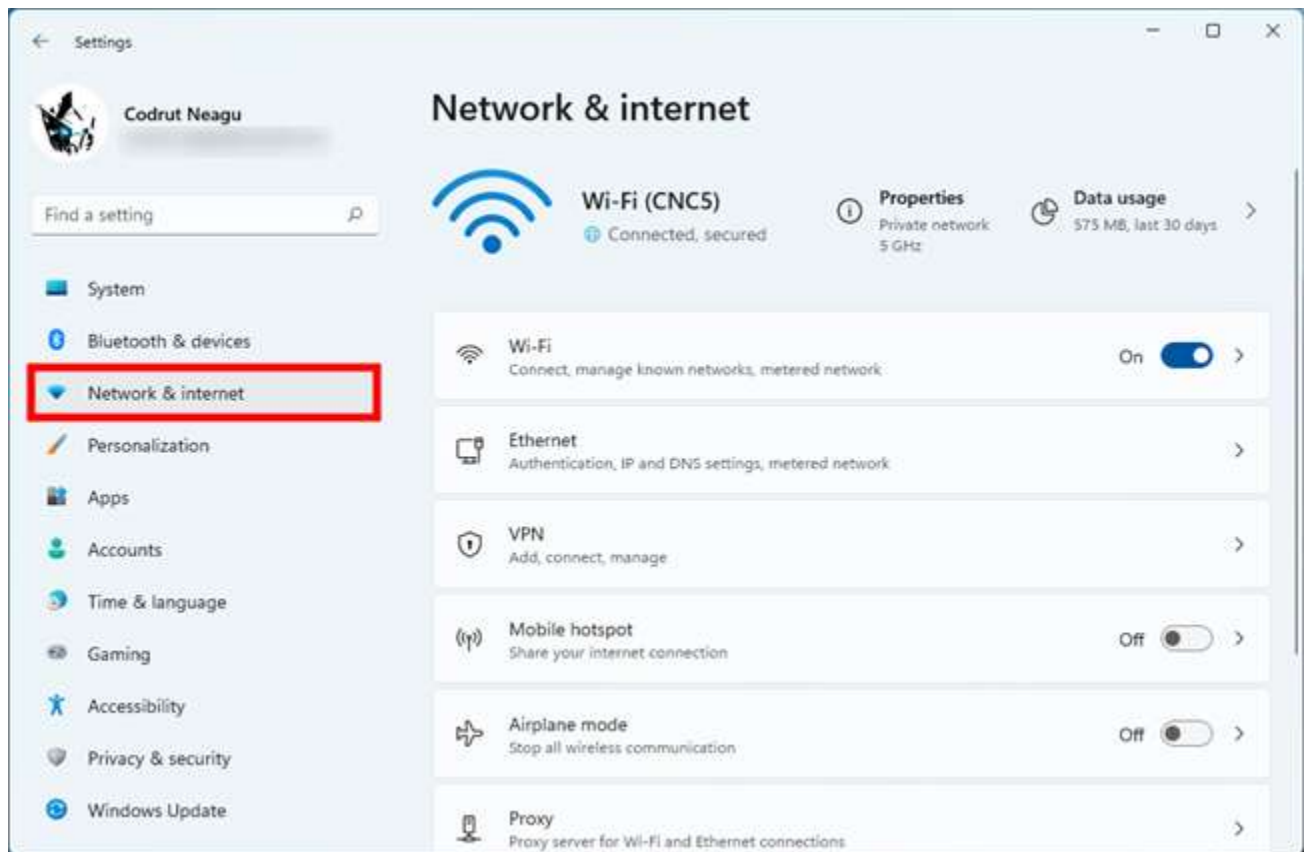 Settings
Codrut Neagu
Find a setting
System
Bluetooth & devices
Network & internet
Personalization
Apps
Accounts
Time & language
Gaming
Accessibility
Privacy & security
Windows Update
Network & internet
Wi-Fi (CNC5)
Connected, secured
Properties
Private network
5 GHz
Data usage
575 MB, last 30 days
Wi-Fi
Connect, manage known networks, metered network
On
Ethernet
Authentication, IP and DNS settings, metered network
VPN
Add, connect, manage
Mobile hotspot
Share your internet connection
Off
Airplane mode
Stop all wireless communication
Off
Proxy
Proxy server for Wi-Fi and Ethernet connections